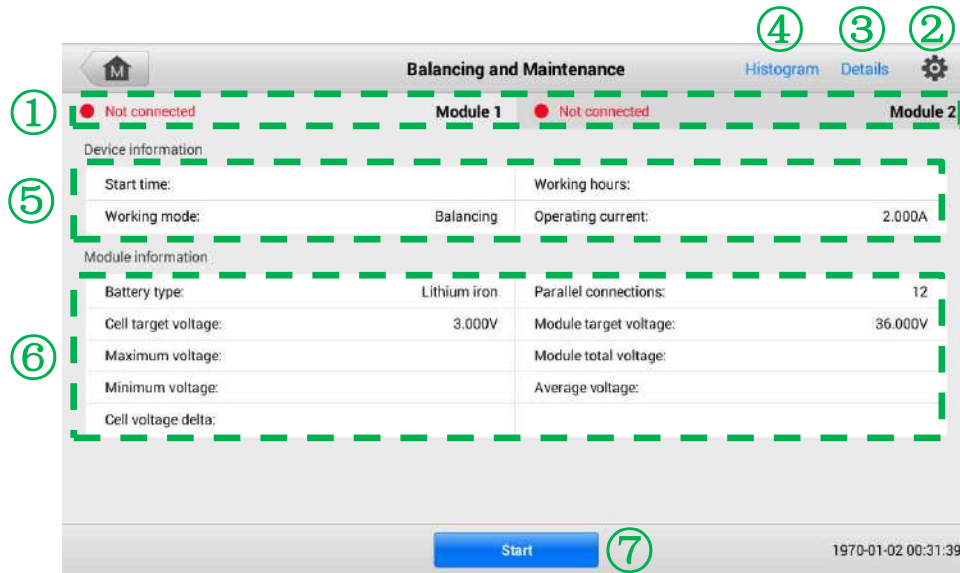 ④ ③ ②
M Balancing and Maintenance Histogram Details
① Not connected Module 1 Not connected Module 2
Device information
⑤
Start time: Working hours:
Working mode: Balancing Operating current: 2.000A
Module information
Battery type: Lithium iron Parallel connections: 12
Cell target voltage: 3.000V Module target voltage: 36.000V
⑥ Maximum voltage: Module total voltage:
Minimum voltage: Average voltage:
Cell voltage delta:
Start ⑦ 1970-01-02 00:31:39